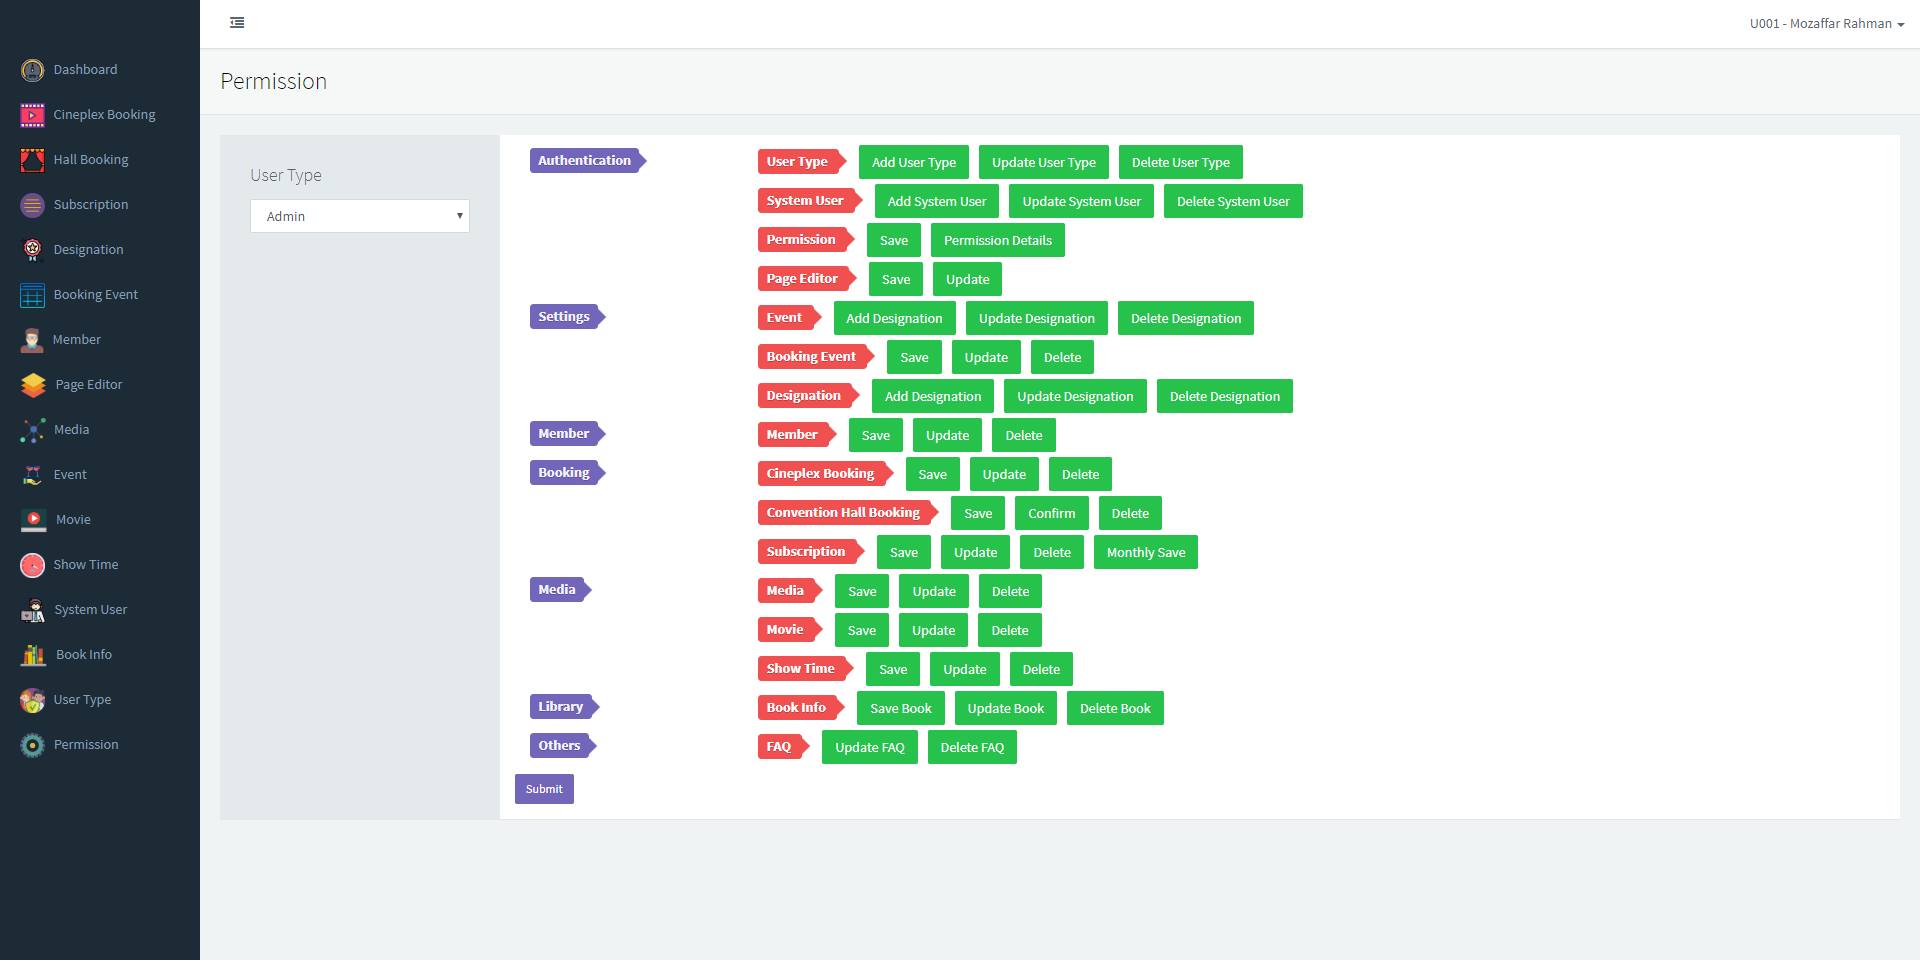 U001 - Mozaffar Rahman
Dashboard
Cineplex Booking
Hall Booking
Subscription
Designation
Booking Event
Member
Page Editor
Media
Event
Movie
Show Time
System User
Book Info
User Type
Permission
Permission
User Type
Admin
Authentication User Type Add User Type Update User Type Delete User Type
System User Add System User Update System User Delete System User
Permission Save Permission Details
Page Editor Save Update
Settings Event Add Designation Update Designation Delete Designation
Booking Event Save Update Delete
Designation Add Designation Update Designation Delete Designation
Member Member Save Update Delete
Booking Cineplex Booking Save Update Delete
Convention Hall Booking Save Confirm Delete
Subscription Save Update Delete Monthly Save
Media Media Save Update Delete
Movie Save Update Delete
Show Time Save Update Delete
Library Book Info Save Book Update Book Delete Book
Others FAQ Update FAQ Delete FAQ
Submit